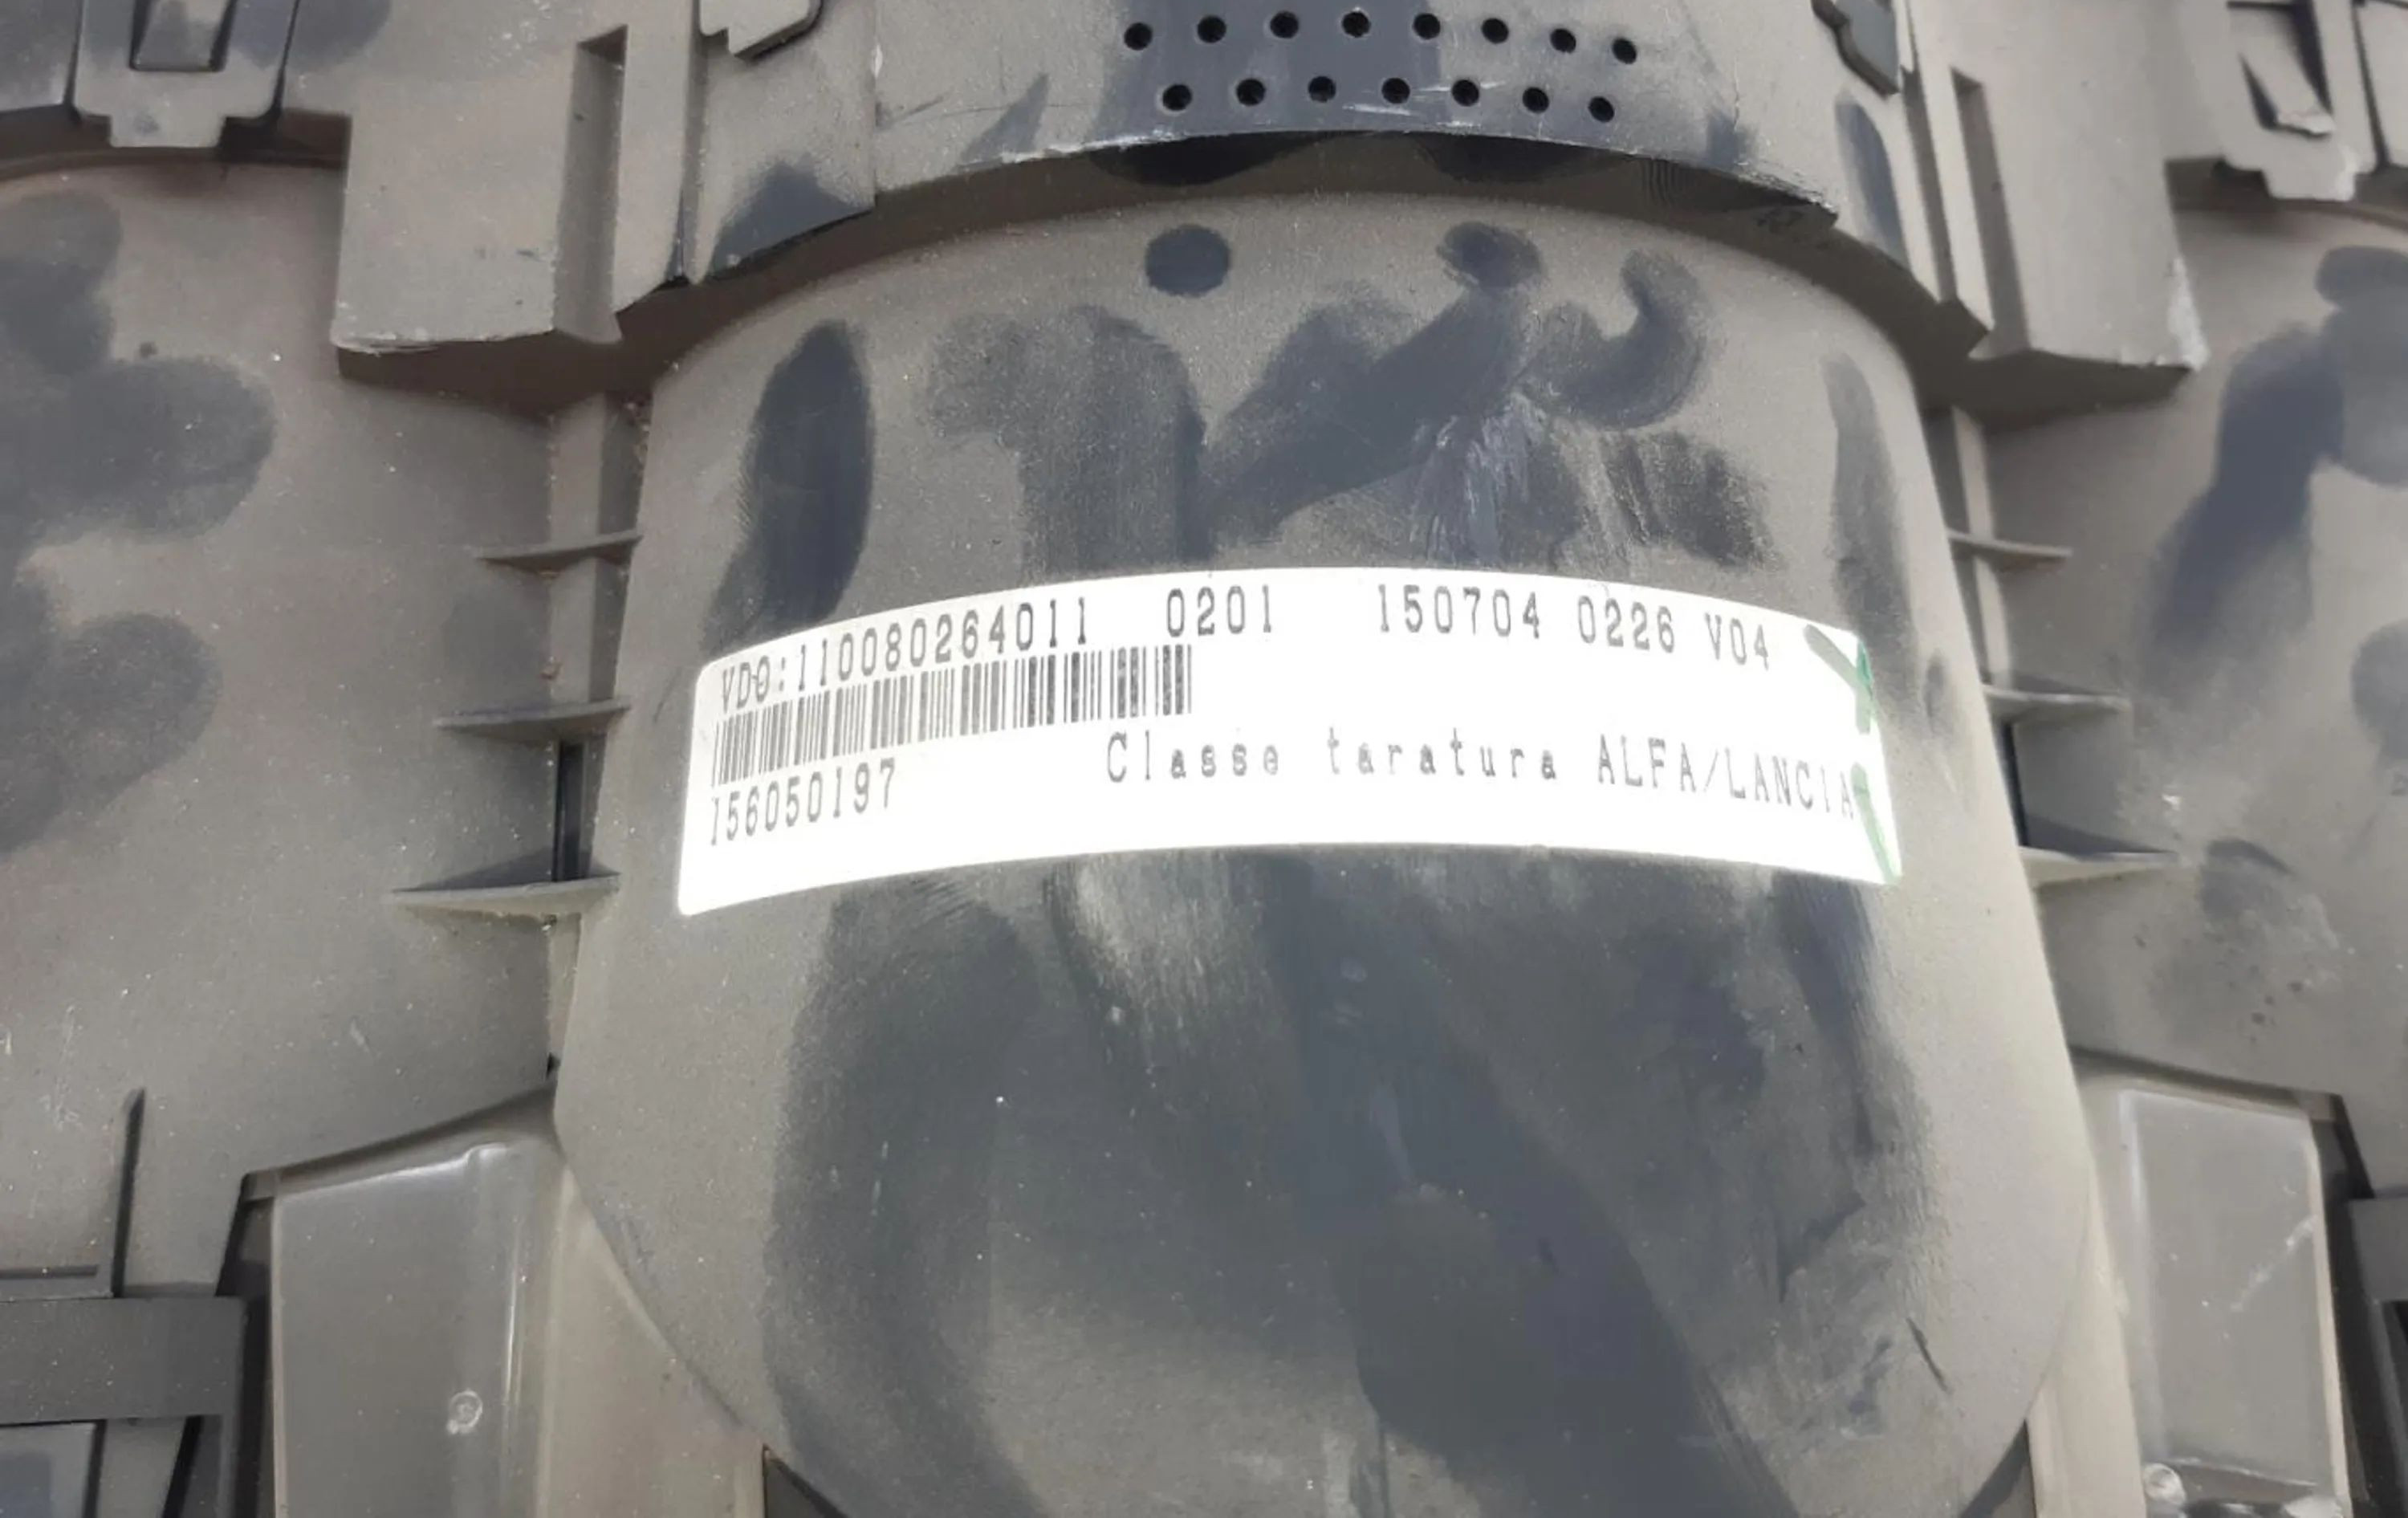 VDO:110080264011 0201 150704 0226 V04
156050197 Classe taratura ALFA/LANCIA